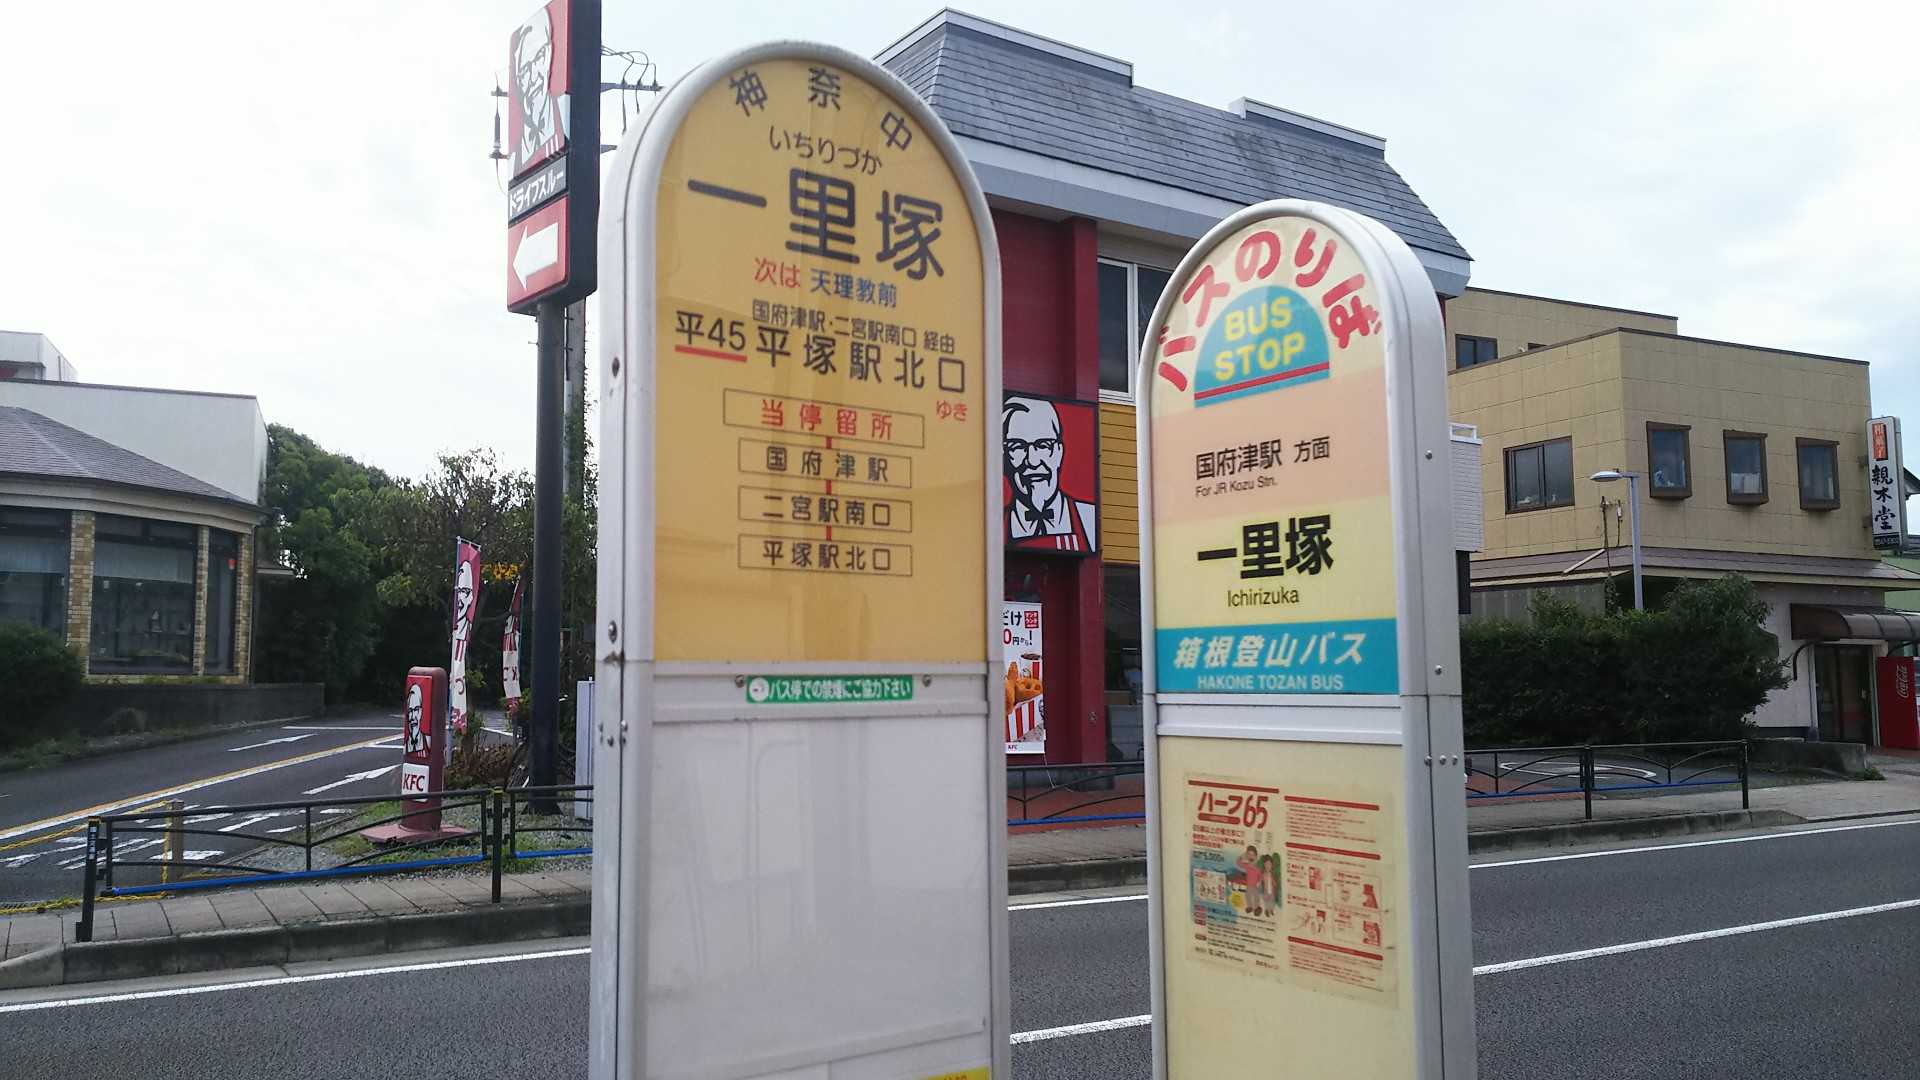 ドライブスルー
KFC
神奈中
いちりづか
一里塚
次は 天理教前
国府津駅・二宮駅南口 経由
平45 平塚駅北口
ゆき
当停留所
国府津駅
二宮駅南口
平塚駅北口
バス停での禁煙にご協力下さい
だけ
KFC
バスのりば
BUS
STOP
国府津駅 方面
For JR Kozu Stn.
一里塚
Ichirizuka
箱根登山バス
HAKONE TOZAN BUS
ハーフ65
親木堂
Coca-Cola